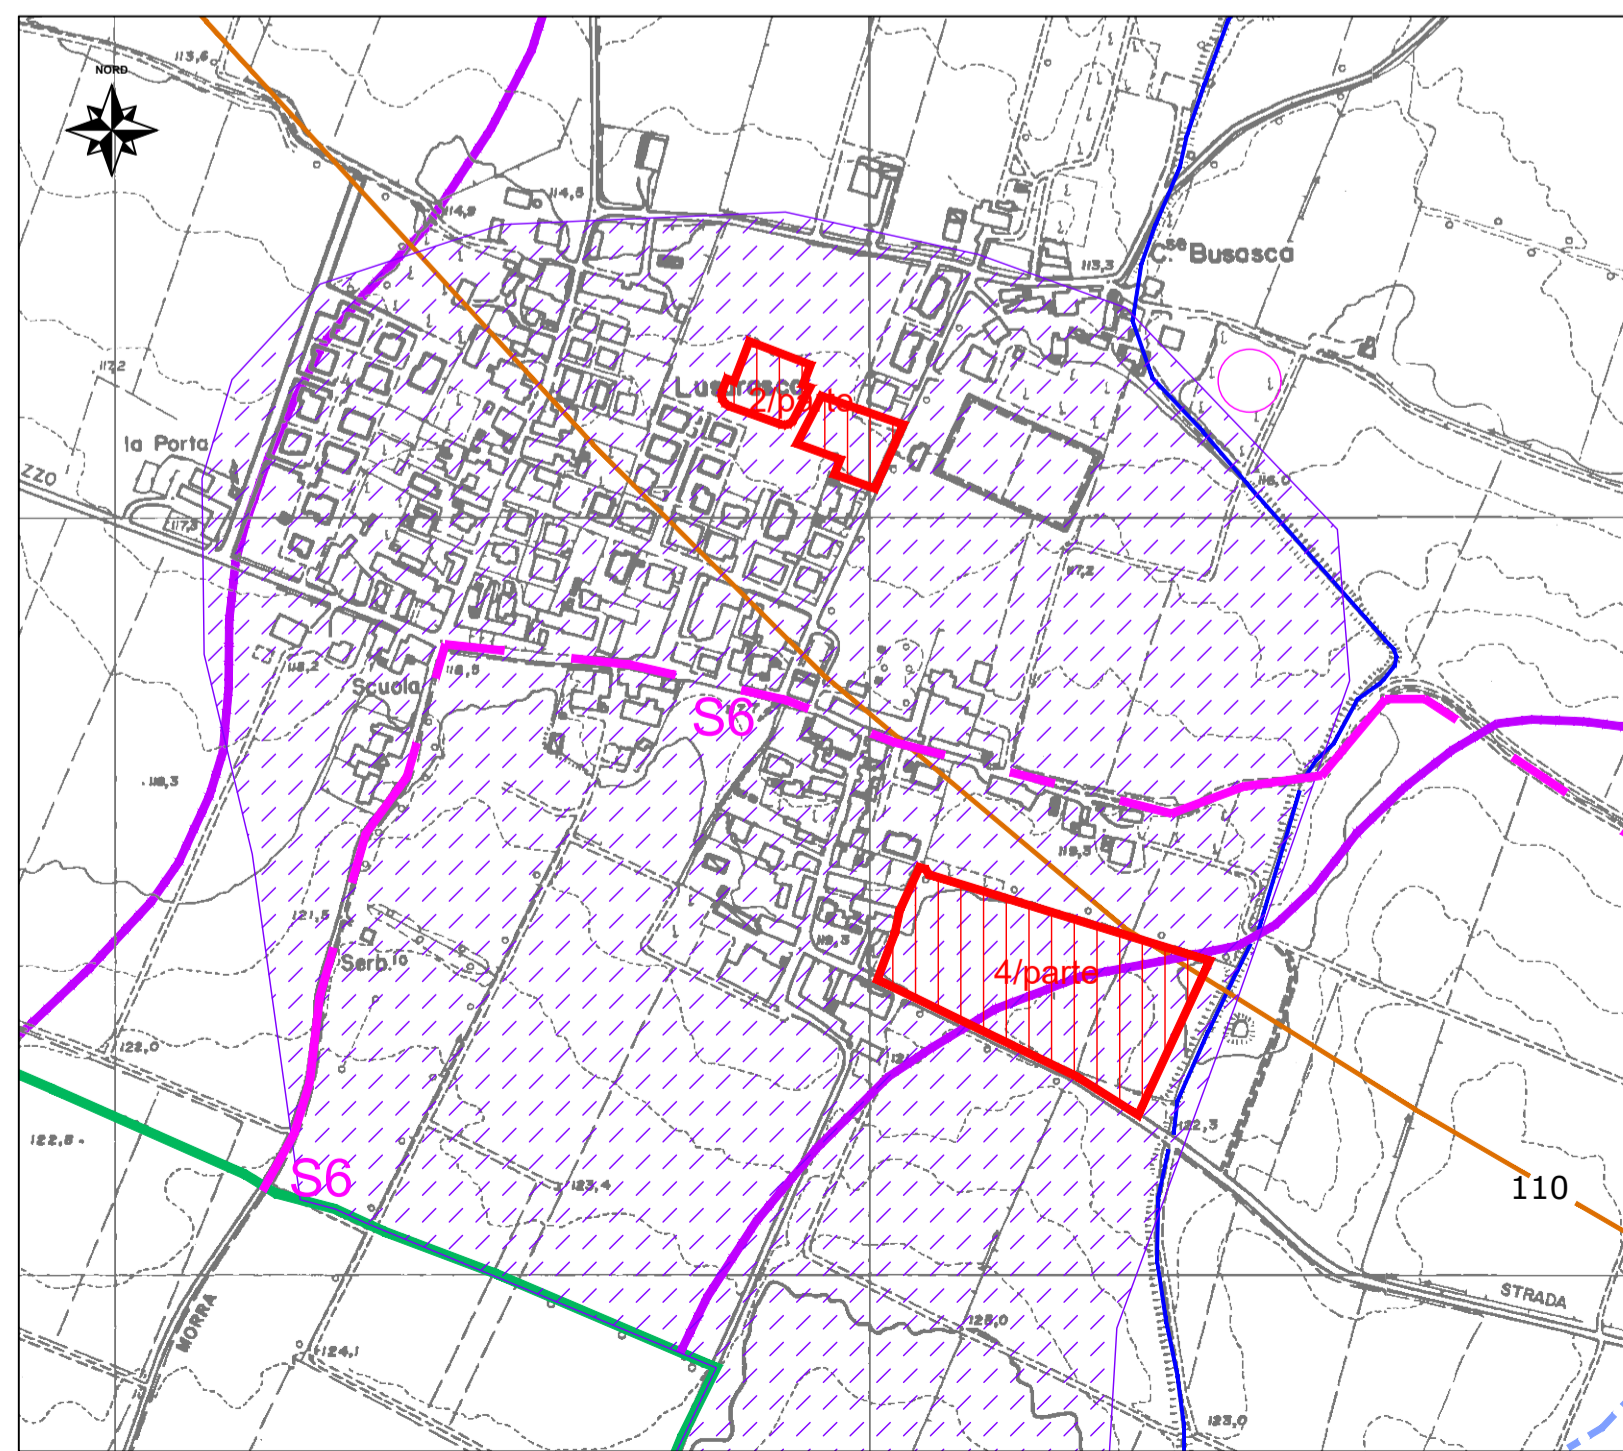 113,6
NORD
114,5
114,9
113,3
C.se Busasca
117,2
Lusurasco
2/parte
la Porta
ZZO
117,3
116,0
117,2
118,2
118,5
Scuola
S6
118,3
119,3
121,5
119,3
Serb.io
4/parte
122,0
122,3
122,8
S6
123,4
110
STRADA
MORRA
125,0
124,1
123,0